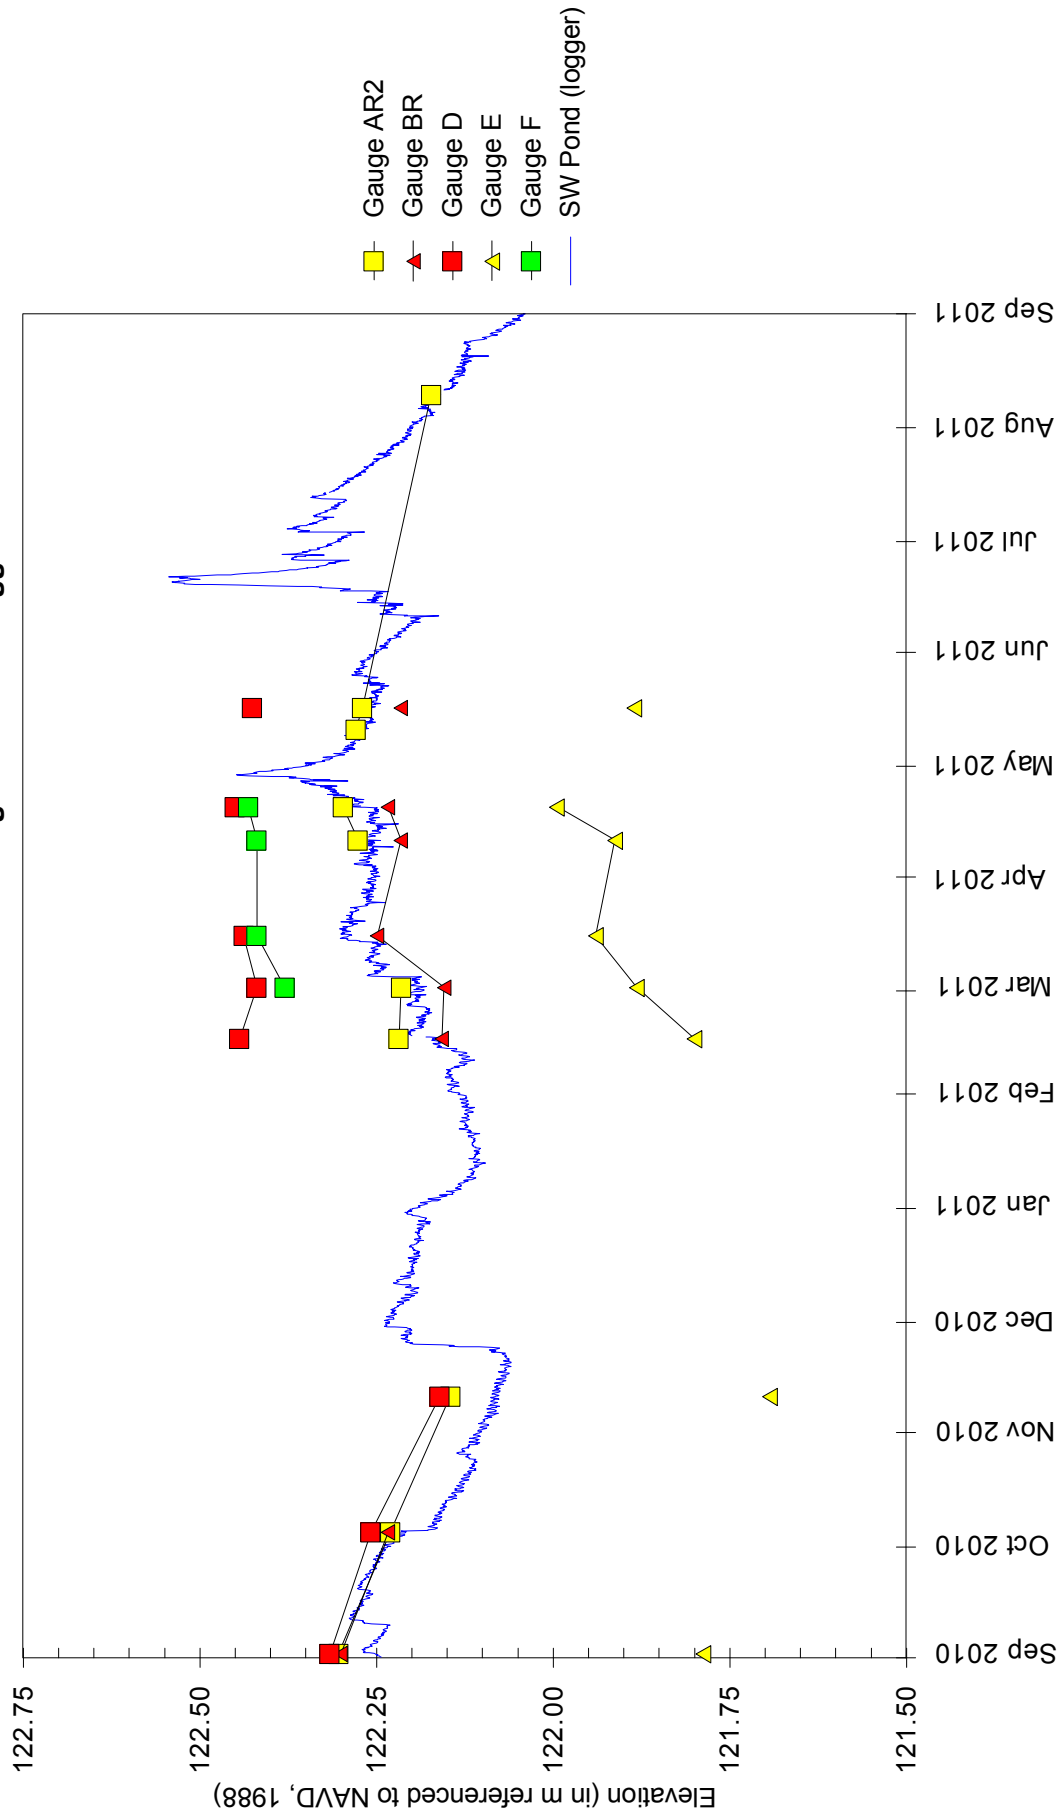 Elevation (in m referenced to NAVD, 1988)
122.75
122.50
122.25
122.00
121.75
121.50
Sep 2010
Oct 2010
Nov 2010
Dec 2010
Jan 2011
Feb 2011
Mar 2011
Apr 2011
May 2011
Jun 2011
Jul 2011
Aug 2011
Sep 2011
Gauge AR2
Gauge BR
Gauge D
Gauge E
Gauge F
SW Pond (logger)